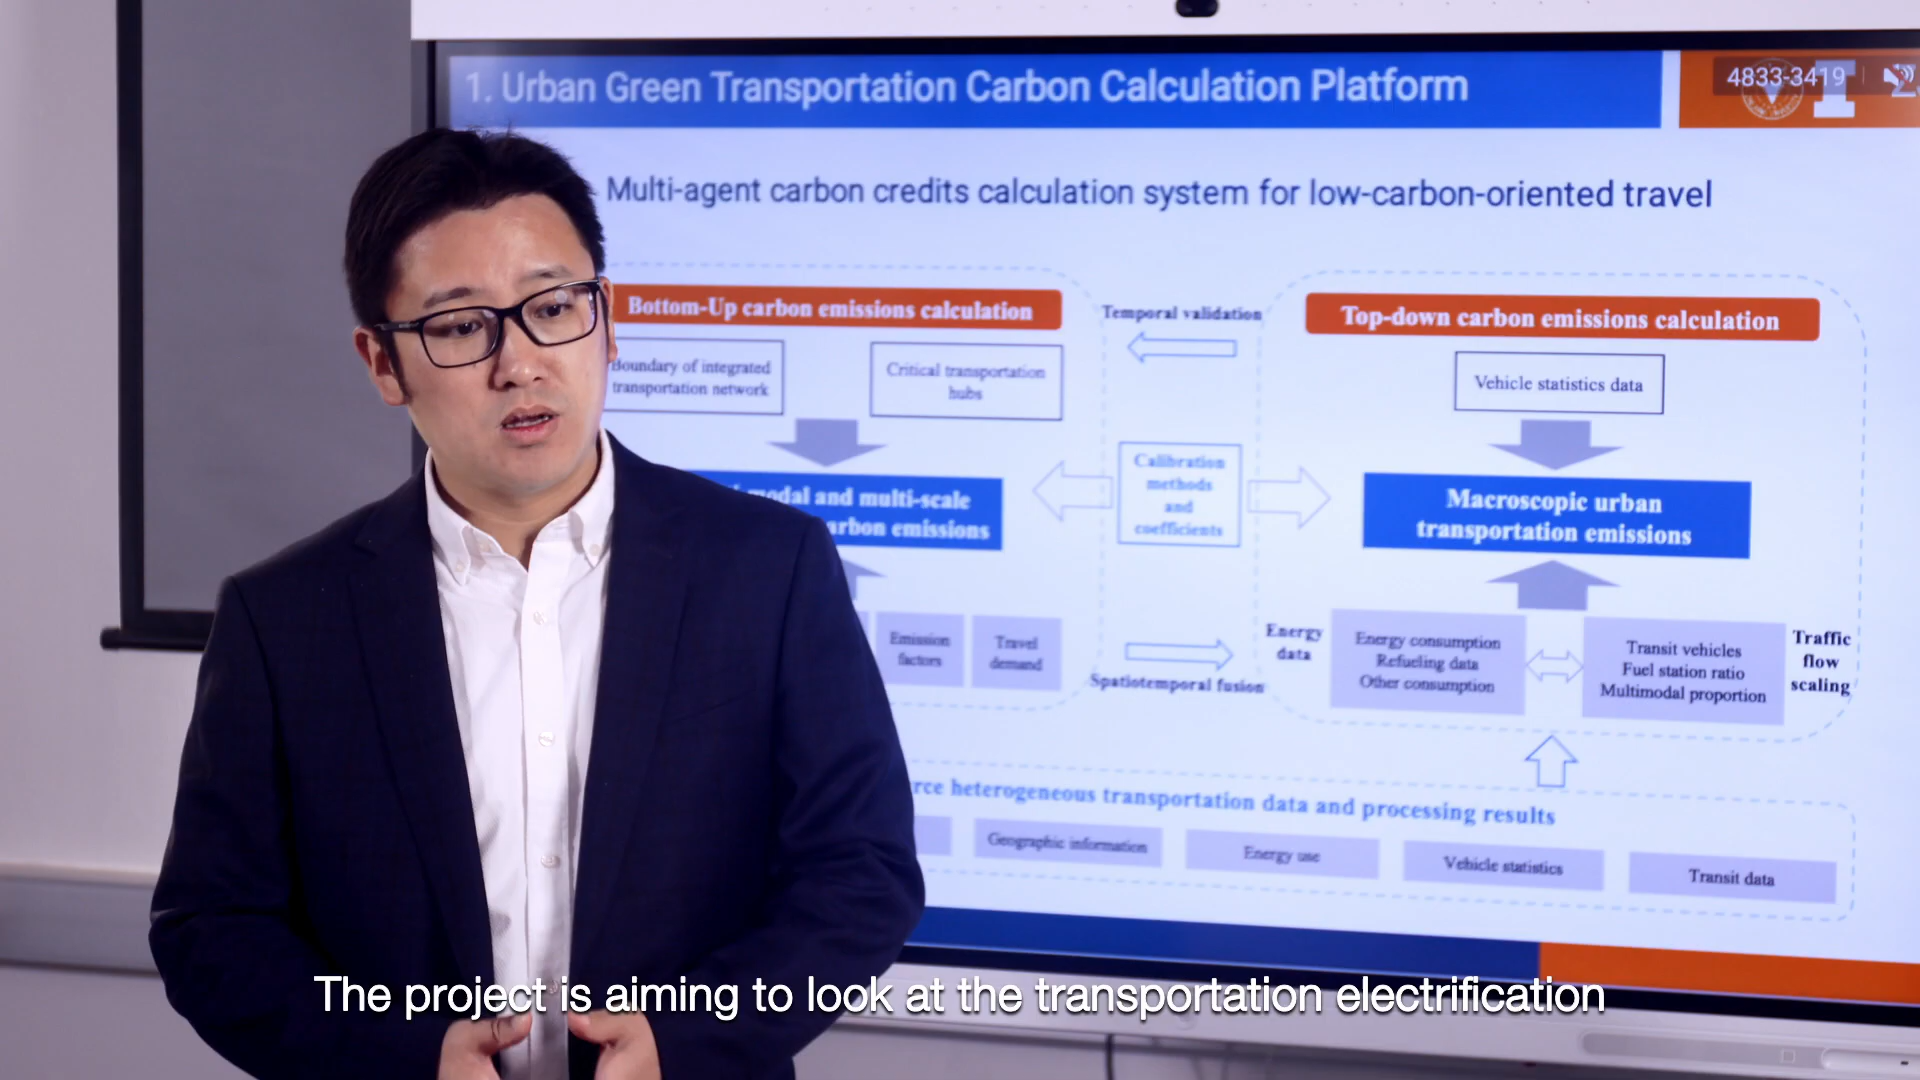 1. Urban Green Transportation Carbon Calculation Platform
4833-3419
Multi-agent carbon credits calculation system for low-carbon-oriented travel
Bottom-Up carbon emissions calculation
Temporal validation
Top-down carbon emissions calculation
Boundary of integrated
transportation network
Critical transportation
hubs
Vehicle statistics data
modal and multi-scale
carbon emissions
Calibration
methods
and
coefficients
Macroscopic urban
transportation emissions
Emission
factors
Travel
demand
Spatiotemporal fusion
Energy
data
Energy consumption
Refueling data
Other consumption
Transit vehicles
Fuel station ratio
Multimodal proportion
Traffic
flow
scaling
heterogeneous transportation data and processing results
Geographic information
Energy use
Vehicle statistics
Transit data
The project is aiming to look at the transportation electrification